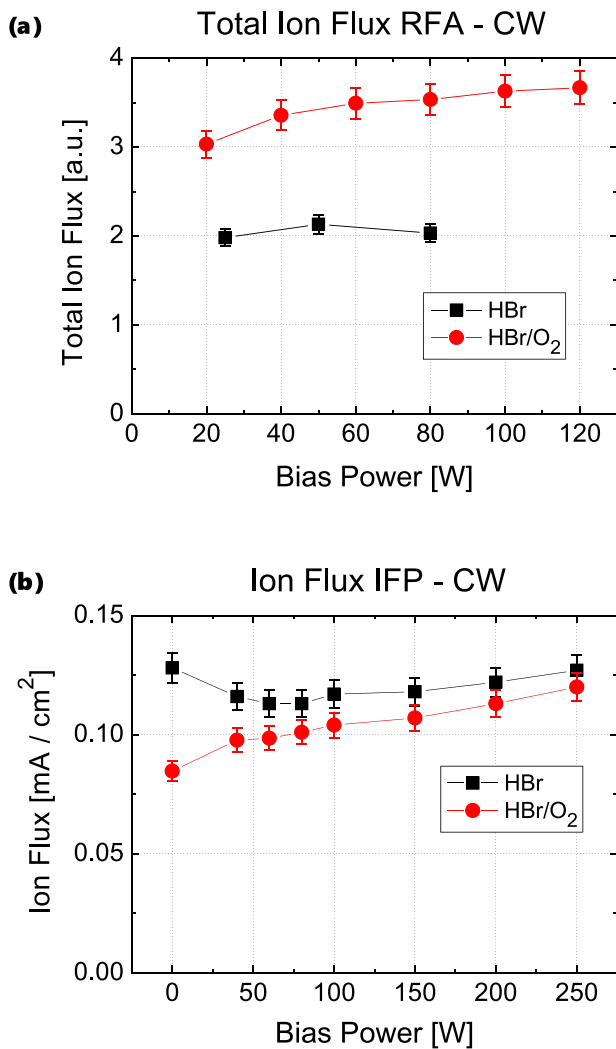 (a)
Total Ion Flux RFA - CW
Total Ion Flux [a.u.]
4
3
2
1
0
HBr
HBr/O₂
0 20 40 60 80 100 120
Bias Power [W]
(b)
Ion Flux IFP - CW
Ion Flux [mA / cm²]
0.15
0.10
0.05
0.00
HBr
HBr/O₂
0 50 100 150 200 250
Bias Power [W]